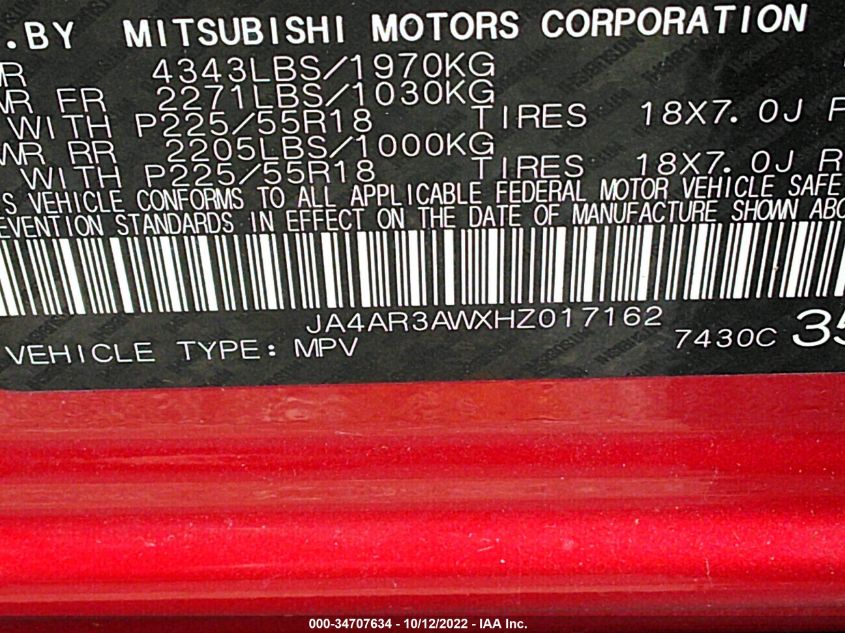 . BY MITSUBISHI MOTORS CORPORATION
WR 4343LBS/1970KG
WR FR 2271LBS/1030KG
WITH P225/55R18 TIRES 18X7.0J F
WR RR 2205LBS/1000KG
WITH P225/55R18 TIRES 18X7.0J R
S VEHICLE CONFORMS TO ALL APPLICABLE FEDERAL MOTOR VEHICLE SAFE
EVENTION STANDARDS IN EFFECT ON THE DATE OF MANUFACTURE SHOWN ABO
JA4AR3AWXHZ017162
VEHICLE TYPE: MPV 7430C 35
000-34707634 - 10/12/2022 - IAA Inc.